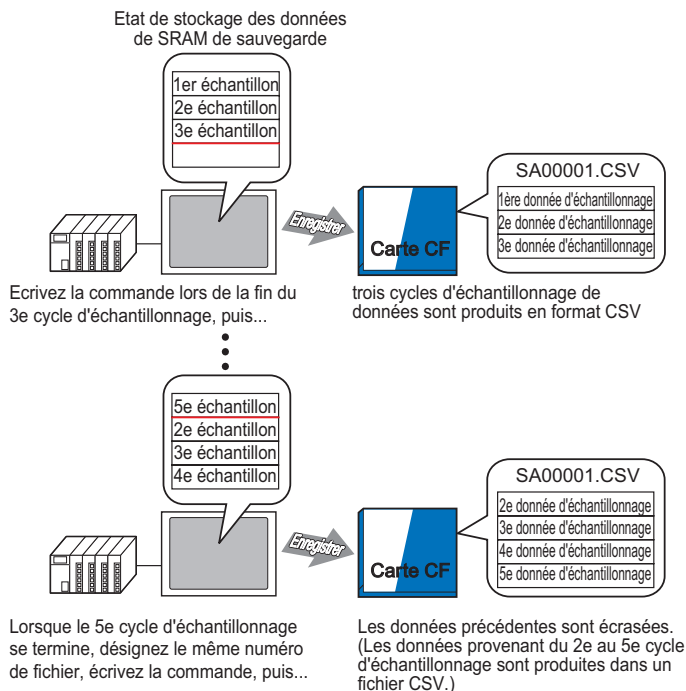 Etat de stockage des données
de SRAM de sauvegarde
1er échantillon
2e échantillon
3e échantillon
Enregistrer
Carte CF
SA00001.CSV
1ère donnée d'échantillonnage
2e donnée d'échantillonnage
3e donnée d'échantillonnage
Ecrivez la commande lors de la fin du
3e cycle d'échantillonnage, puis...
trois cycles d'échantillonnage de
données sont produits en format CSV
5e échantillon
2e échantillon
3e échantillon
4e échantillon
Enregistrer
Carte CF
SA00001.CSV
2e donnée d'échantillonnage
3e donnée d'échantillonnage
4e donnée d'échantillonnage
5e donnée d'échantillonnage
Lorsque le 5e cycle d'échantillonnage
se termine, désignez le même numéro
de fichier, écrivez la commande, puis...
Les données précédentes sont écrasées.
(Les données provenant du 2e au 5e cycle
d'échantillonnage sont produites dans un
fichier CSV.)